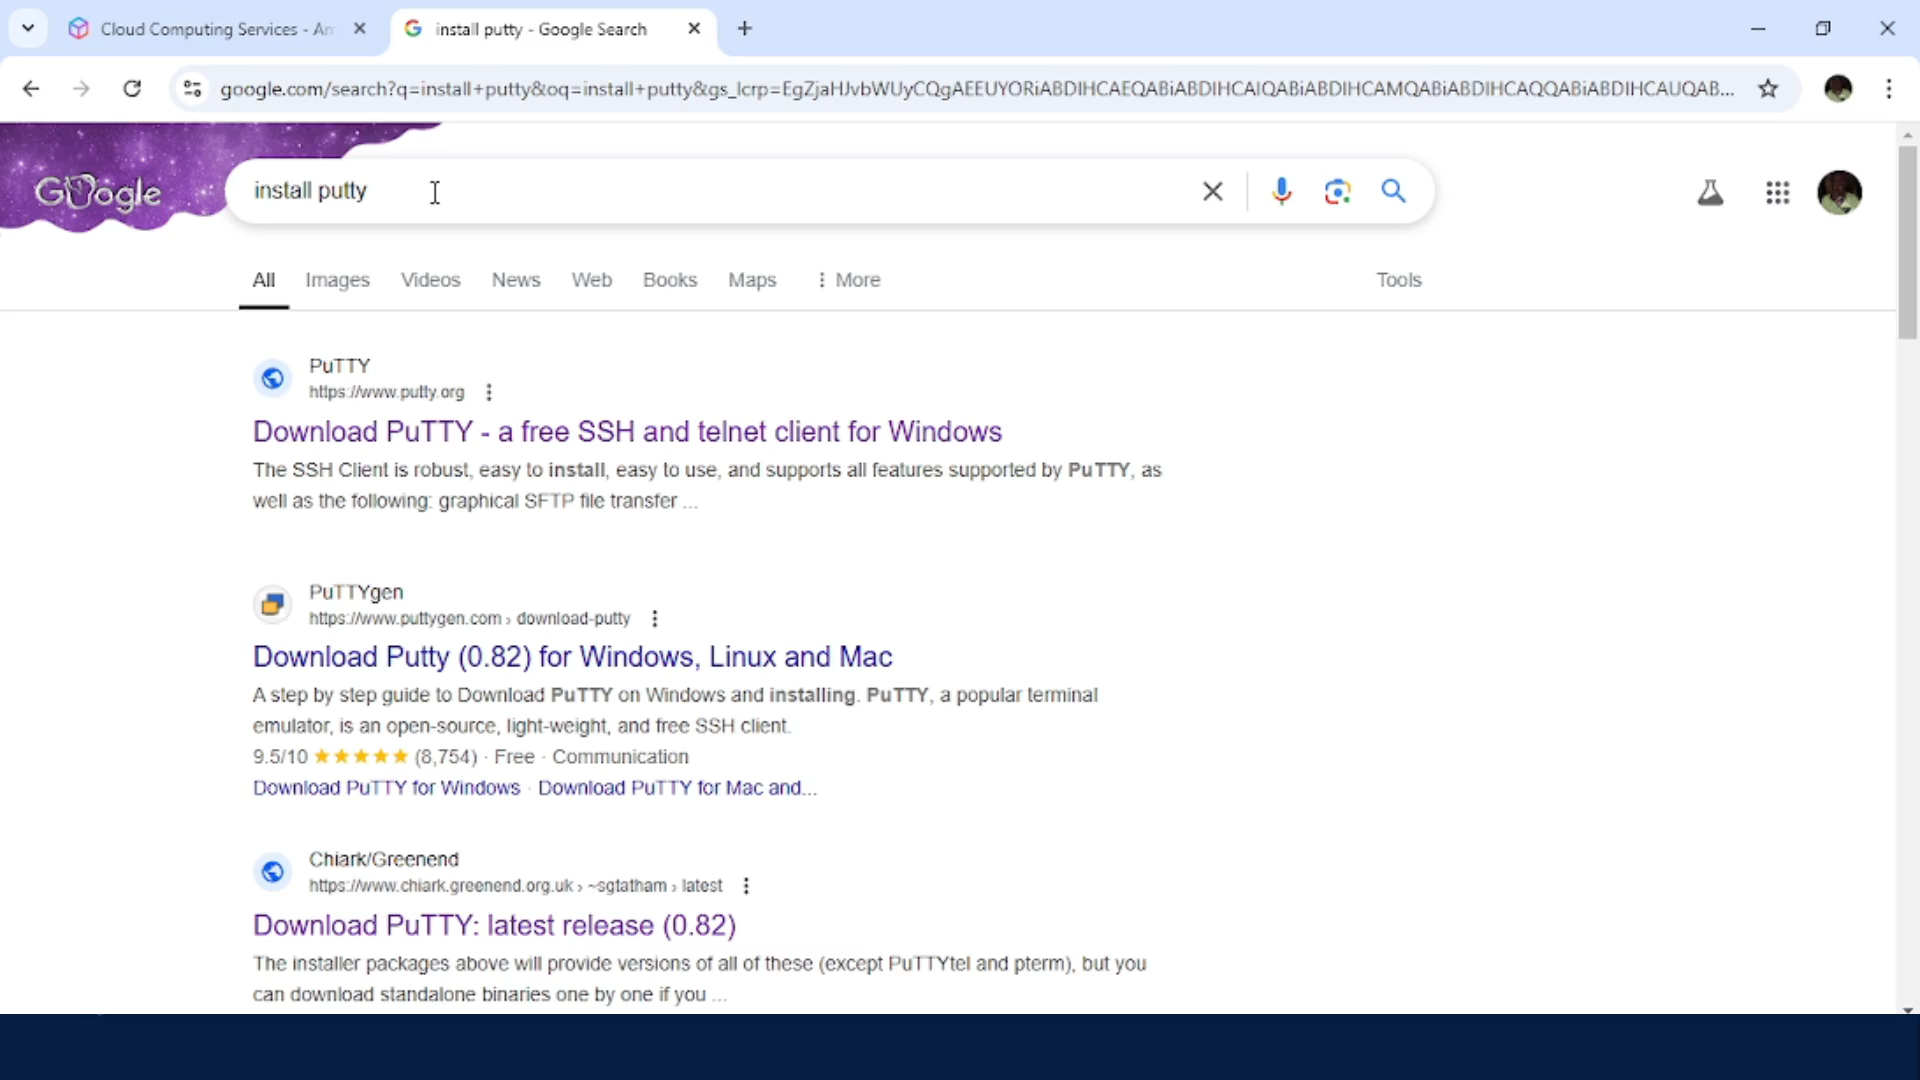 Cloud Computing Services - Am
install putty - Google Search
google.com/search?q=install+putty&oq=install+putty&gs_lcrp=EgZjaHJvbWUyCQgAEEUYORiABDIHCAEQABiABDIHCAIQABiABDIHCAMQABiABDIHCAQQABiABDIHCAUQAB...
Google
install putty
All Images Videos News Web Books Maps More Tools
PuTTY
https://www.putty.org
Download PuTTY - a free SSH and telnet client for Windows
The SSH Client is robust, easy to install, easy to use, and supports all features supported by PuTTY, as
well as the following: graphical SFTP file transfer ...
PuTTYgen
https://www.puttygen.com › download-putty
Download Putty (0.82) for Windows, Linux and Mac
A step by step guide to Download PuTTY on Windows and installing. PuTTY, a popular terminal
emulator, is an open-source, light-weight, and free SSH client.
9.5/10 ★★★★★ (8,754) · Free · Communication
Download PuTTY for Windows · Download PuTTY for Mac and...
Chiark/Greenend
https://www.chiark.greenend.org.uk › ~sgtatham › latest
Download PuTTY: latest release (0.82)
The installer packages above will provide versions of all of these (except PuTTYtel and pterm), but you
can download standalone binaries one by one if you ...